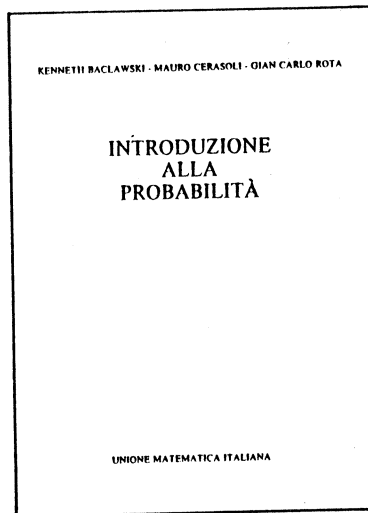 KENNETH BACLAWSKI - MAURO CERASOLI - GIAN CARLO ROTA
INTRODUZIONE
ALLA
PROBABILITÀ
UNIONE MATEMATICA ITALIANA